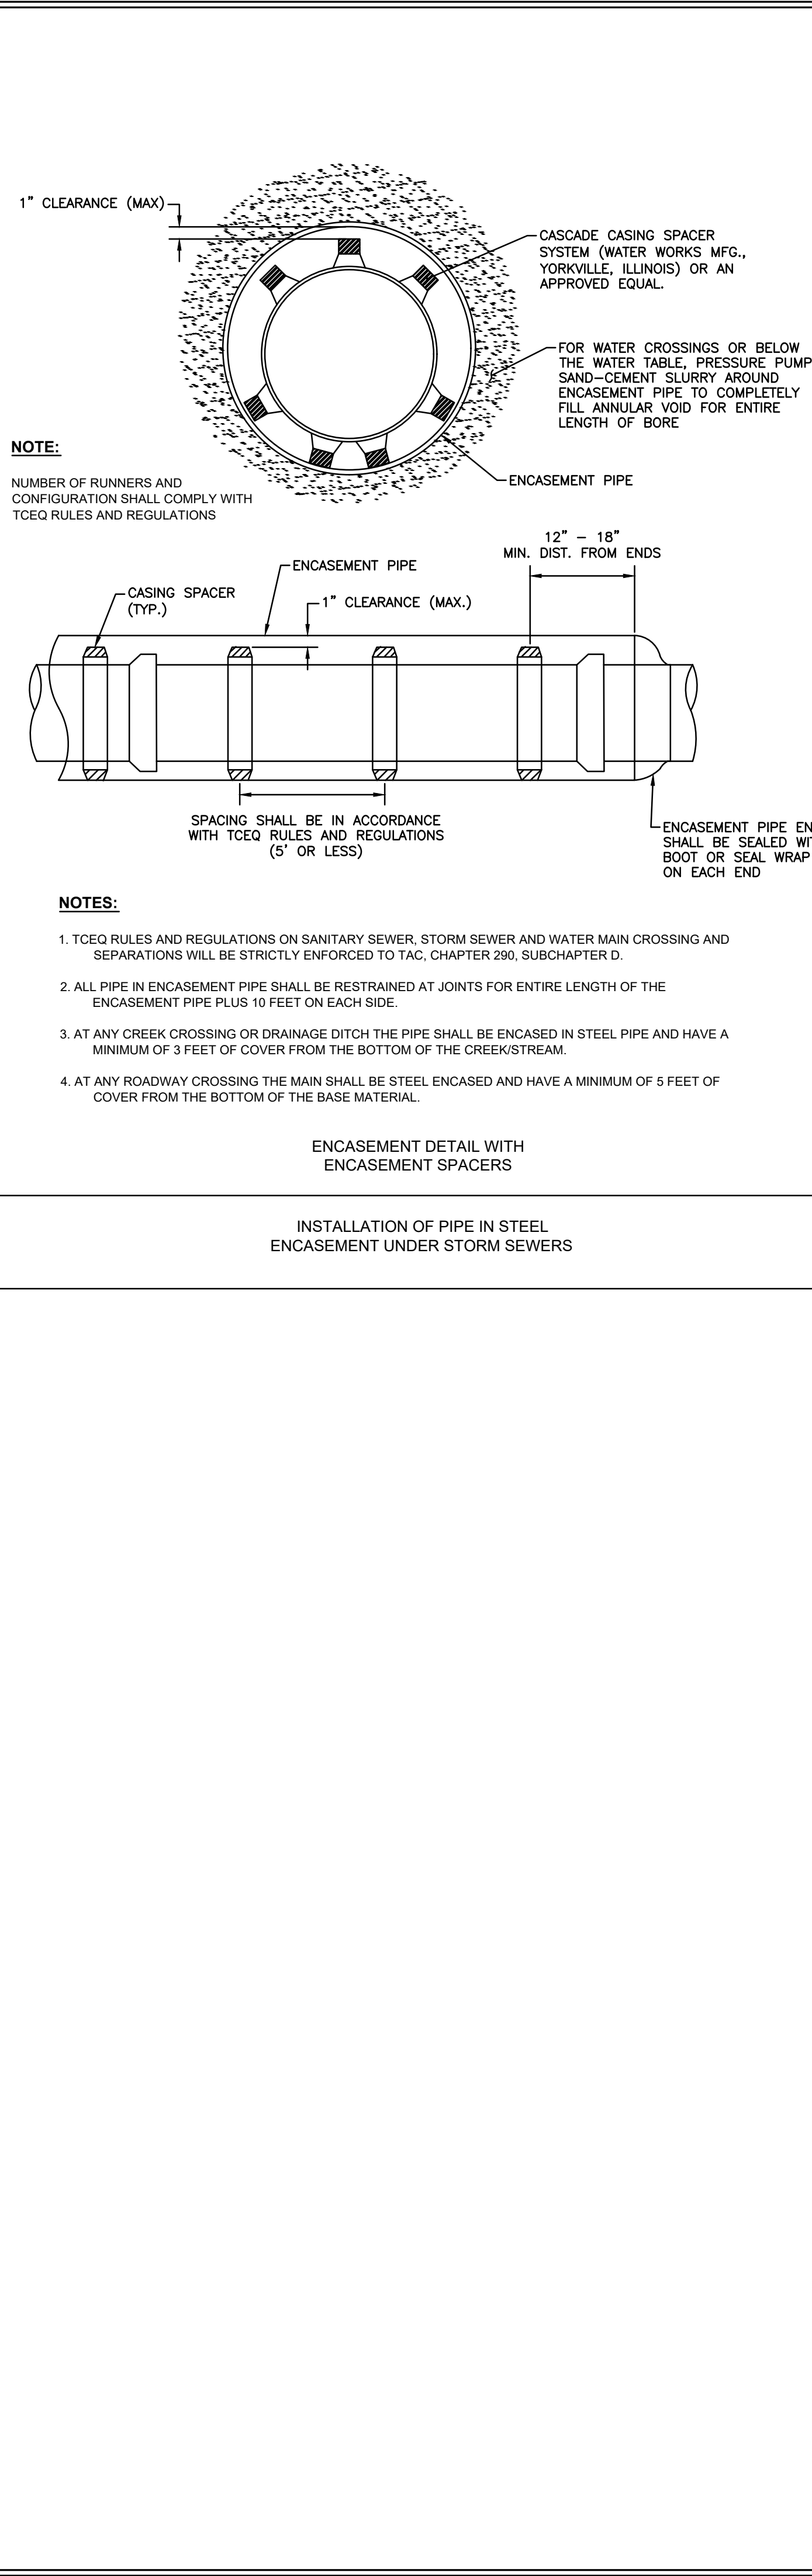 1" CLEARANCE (MAX)
CASCADE CASING SPACER
SYSTEM (WATER WORKS MFG.,
YORKVILLE, ILLINOIS) OR AN
APPROVED EQUAL.
FOR WATER CROSSINGS OR BELOW
THE WATER TABLE, PRESSURE PUMP
SAND-CEMENT SLURRY AROUND
ENCASEMENT PIPE TO COMPLETELY
FILL ANNULAR VOID FOR ENTIRE
LENGTH OF BORE
ENCASEMENT PIPE
NOTE:
NUMBER OF RUNNERS AND
CONFIGURATION SHALL COMPLY WITH
TCEQ RULES AND REGULATIONS
12" - 18"
MIN. DIST. FROM ENDS
ENCASEMENT PIPE
CASING SPACER
(TYP.)
1" CLEARANCE (MAX.)
SPACING SHALL BE IN ACCORDANCE
WITH TCEQ RULES AND REGULATIONS
(5' OR LESS)
ENCASEMENT PIPE
SHALL BE SEALED
BOOT OR SEAL WRAP
ON EACH END
NOTES:
1. TCEQ RULES AND REGULATIONS ON SANITARY SEWER, STORM SEWER AND WATER MAIN CROSSING AND
SEPARATIONS WILL BE STRICTLY ENFORCED TO TAC, CHAPTER 290, SUBCHAPTER D.
2. ALL PIPE IN ENCASEMENT PIPE SHALL BE RESTRAINED AT JOINTS FOR ENTIRE LENGTH OF THE
ENCASEMENT PIPE PLUS 10 FEET ON EACH SIDE.
3. AT ANY CREEK CROSSING OR DRAINAGE DITCH THE PIPE SHALL BE ENCASED IN STEEL PIPE AND HAVE A
MINIMUM OF 3 FEET OF COVER FROM THE BOTTOM OF THE CREEK/STREAM.
4. AT ANY ROADWAY CROSSING THE MAIN SHALL BE STEEL ENCASED AND HAVE A MINIMUM OF 5 FEET OF
COVER FROM THE BOTTOM OF THE BASE MATERIAL.
ENCASEMENT DETAIL WITH
ENCASEMENT SPACERS
INSTALLATION OF PIPE IN STEEL
ENCASEMENT UNDER STORM SEWERS